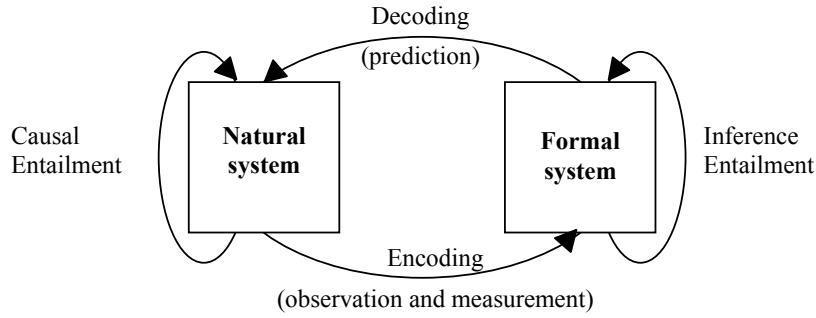 Decoding
(prediction)
Causal
Entailment
Natural
system
Formal
system
Inference
Entailment
Encoding
(observation and measurement)